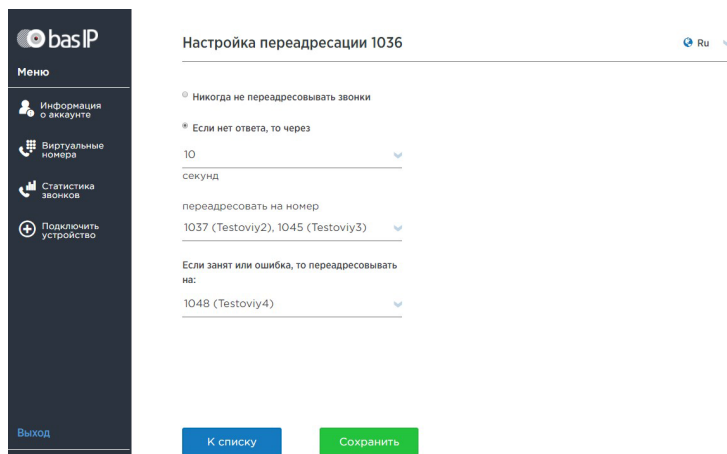 bas IP
Меню
Информация
о аккаунте
Виртуальные
номера
Статистика
звонков
Подключить
устройство
Выход
Настройка переадресации 1036
Ru
Никогда не переадресовывать звонки
Если нет ответа, то через
10
секунд
переадресовать на номер
1037 (Testoviy2), 1045 (Testoviy3)
Если занят или ошибка, то переадресовывать
на:
1048 (Testoviy4)
К списку
Сохранить